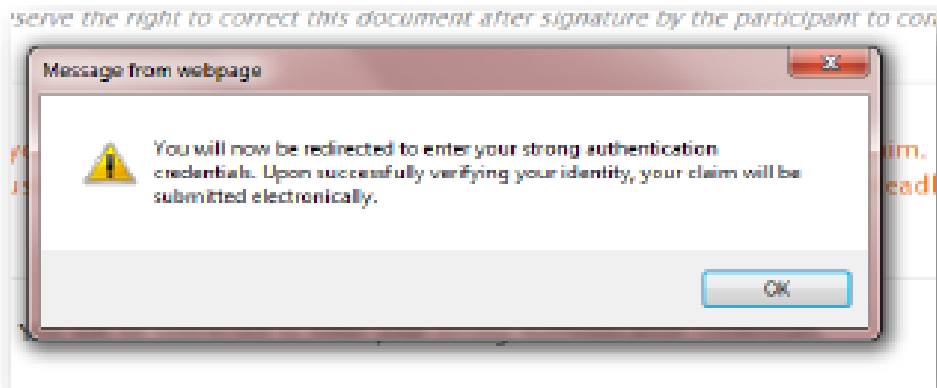 serve the right to correct this document after signature by the participant to con
Message from webpage
You will now be redirected to enter your strong authentication
im.
credentials. Upon successfully verifying your identity, your claim will be
eadl
submitted electronically.
OK